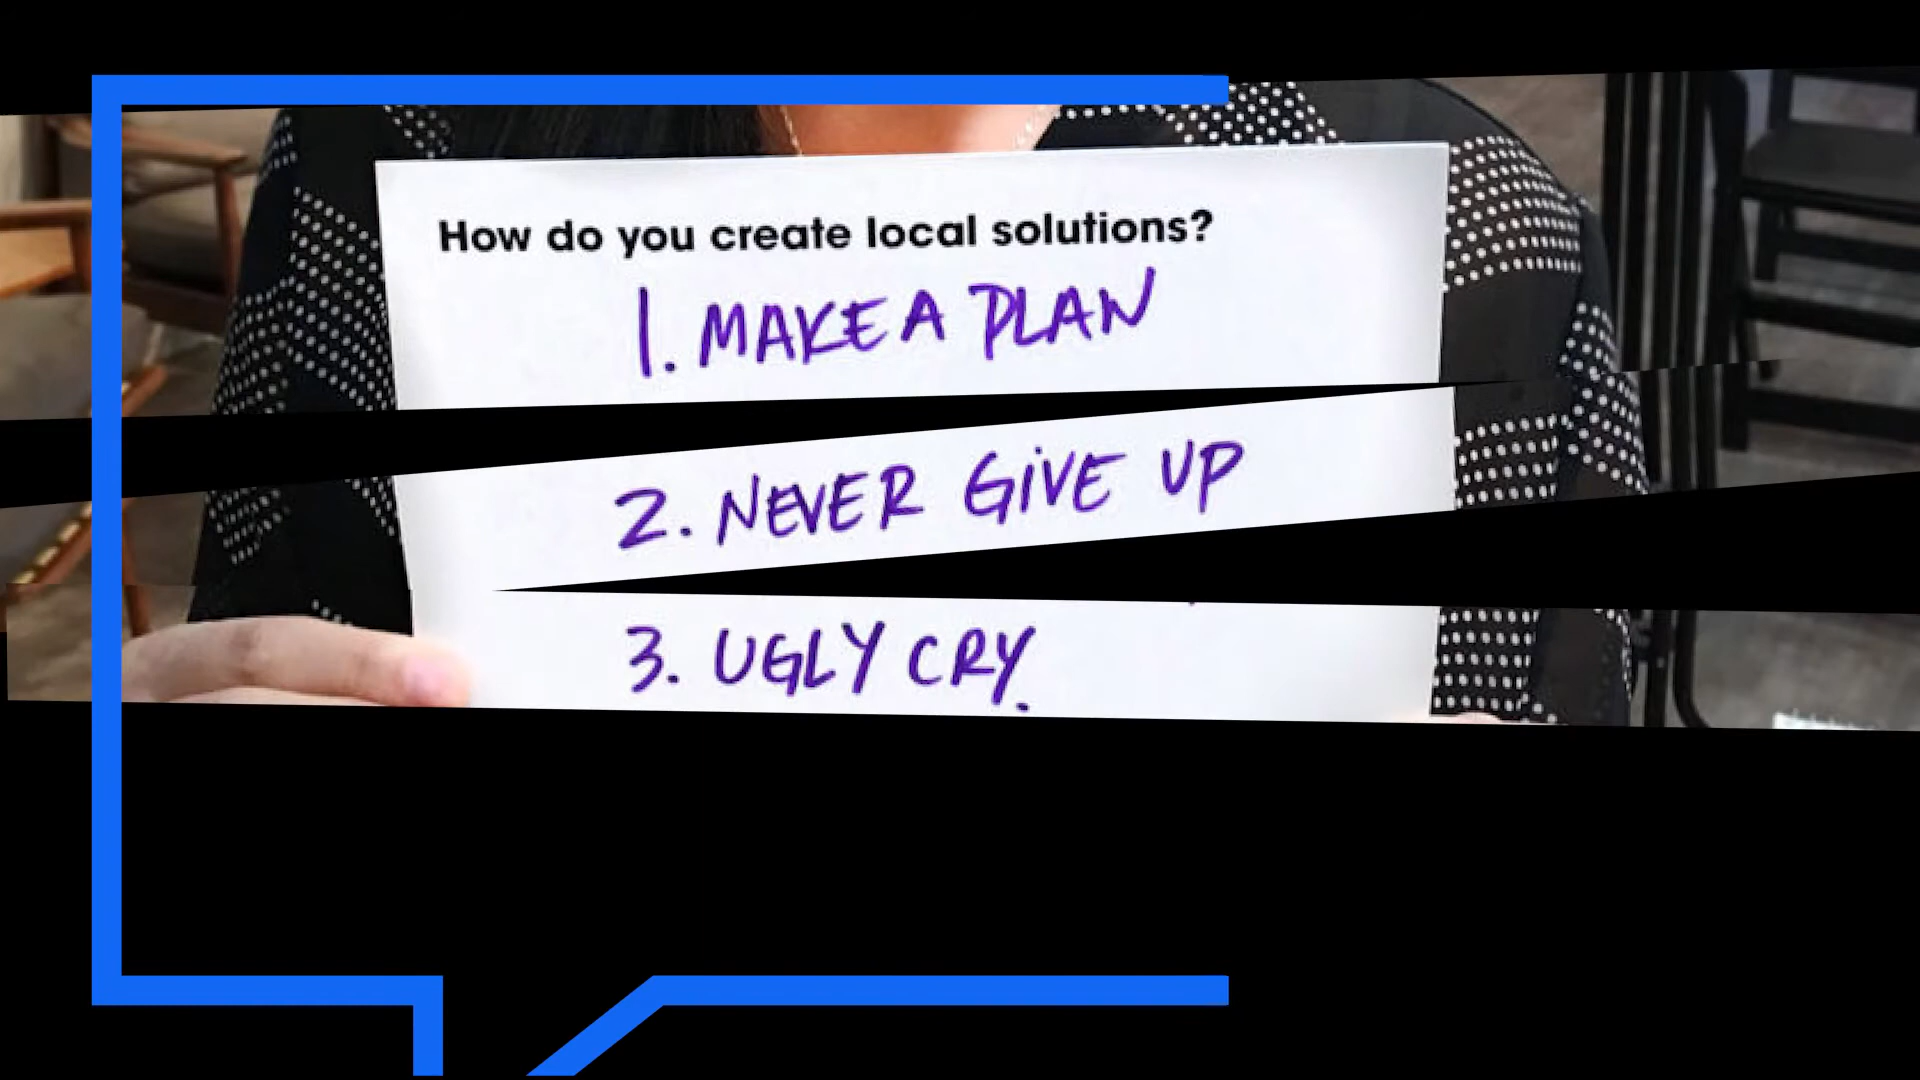 How do you create local solutions?
1. MAKE A PLAN
2. NEVER GIVE UP
3. UGLY CRY.